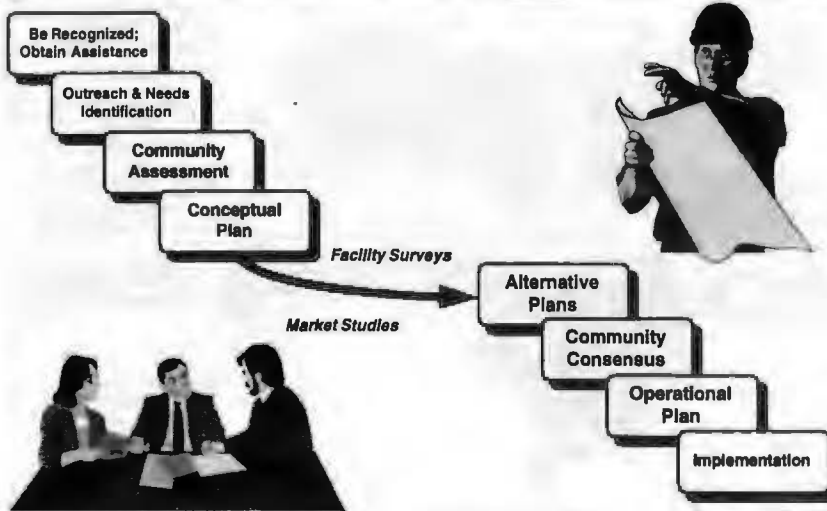 Be Recognized;
Obtain Assistance
Outreach & Needs
Identification
Community
Assessment
Conceptual
Plan
Facility Surveys
Market Studies
Alternative
Plans
Community
Consensus
Operational
Plan
Implementation